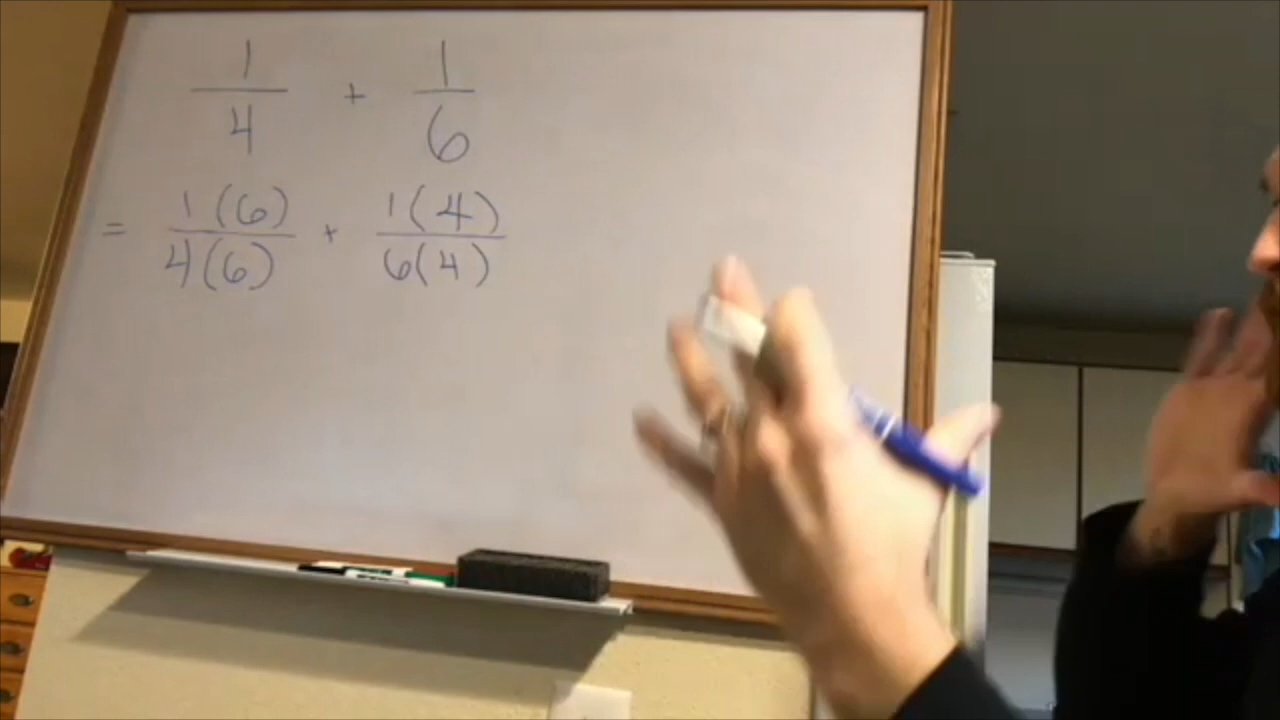 1/4 + 1/6
= 1(6)/4(6) + 1(4)/6(4)